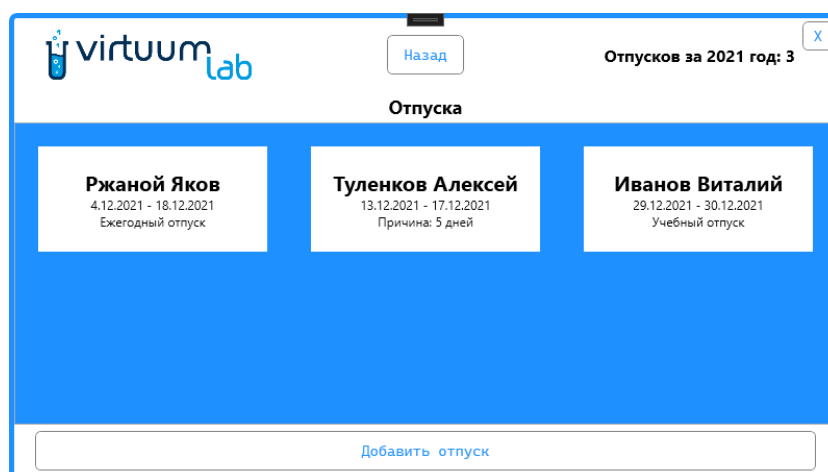 virtuum
lab
Назад
Отпусков за 2021 год: 3
X
Отпуска
Ржаной Яков
4.12.2021 - 18.12.2021
Ежегодный отпуск
Туленков Алексей
13.12.2021 - 17.12.2021
Причина: 5 дней
Иванов Виталий
29.12.2021 - 30.12.2021
Учебный отпуск
Добавить отпуск